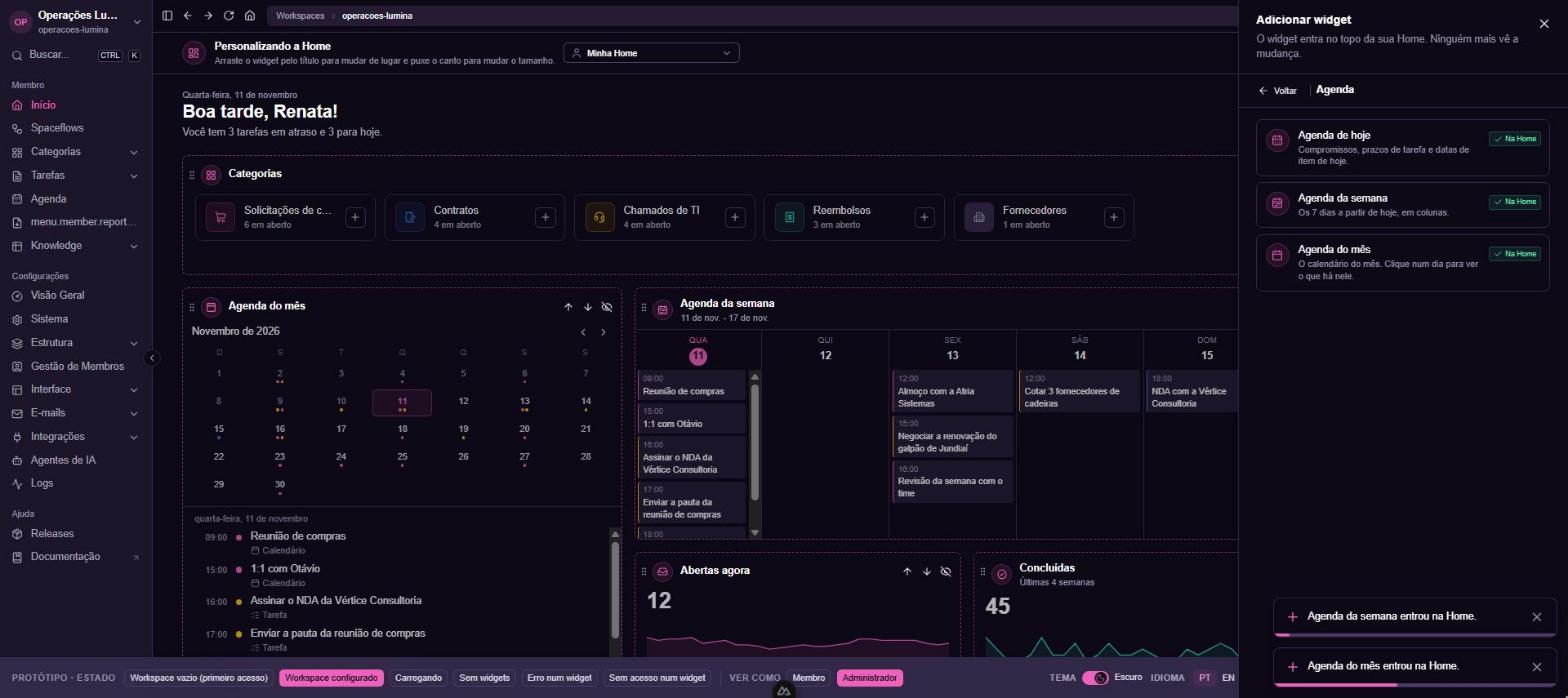 OP
Operações Lu...
operacoes-lumina
Buscar...
CTRL K
Membro
Início
Spaceflows
Categorias
Tarefas
Agenda
menu.member.report...
Knowledge
Configurações
Visão Geral
Sistema
Estrutura
Gestão de Membros
Interface
E-mails
Integrações
Agentes de IA
Logs
Ajuda
Releases
Documentação
Workspaces
operacoes-lumina
Personalizando a Home
Arraste o widget pelo título para mudar de lugar e puxe o canto para mudar o tamanho.
Minha Home
Quarta-feira, 11 de novembro
Boa tarde, Renata!
Você tem 3 tarefas em atraso e 3 para hoje.
Categorias
Solicitações de c...
6 em aberto
Contratos
4 em aberto
Chamados de TI
4 em aberto
Reembolsos
3 em aberto
Fornecedores
1 em aberto
Agenda do mês
Novembro de 2026
D S T Q Q S S
1 2 3 4 5 6 7
8 9 10 11 12 13 14
15 16 17 18 19 20 21
22 23 24 25 26 27 28
29 30
quarta-feira, 11 de novembro
09:00 Reunião de compras
Calendário
15:00 1:1 com Otávio
Calendário
16:00 Assinar o NDA da Vértice Consultoria
Tarefa
17:00 Enviar a pauta da reunião de compras
Tarefa
Agenda da semana
11 de nov. - 17 de nov.
QUA
11
09:00
Reunião de compras
15:00
1:1 com Otávio
16:00
Assinar o NDA da
Vértice Consultoria
17:00
Enviar a pauta da
reunião de compras
18:00
QUI
12
SEX
13
12:00
Almoço com a Atria
Sistemas
15:00
Negociar a renovação do
galpão de Jundiaí
16:00
Revisão da semana com o
time
SÁB
14
12:00
Cotar 3 fornecedores de
cadeiras
DOM
15
18:00
NDA com a Vértice
Consultoria
Abertas agora
12
Concluídas
Últimas 4 semanas
45
Adicionar widget
O widget entra no topo da sua Home. Ninguém mais vê a
mudança.
Voltar
Agenda
Agenda de hoje
Compromissos, prazos de tarefa e datas de
item de hoje.
Na Home
Agenda da semana
Os 7 dias a partir de hoje, em colunas.
Na Home
Agenda do mês
O calendário do mês. Clique num dia para ver
o que há nele.
Na Home
Agenda da semana entrou na Home.
Agenda do mês entrou na Home.
PROTÓTIPO · ESTADO
Workspace vazio (primeiro acesso)
Workspace configurado
Carregando
Sem widgets
Erro num widget
Sem acesso num widget
VER COMO
Membro
Administrador
TEMA
Escuro
IDIOMA
PT
EN